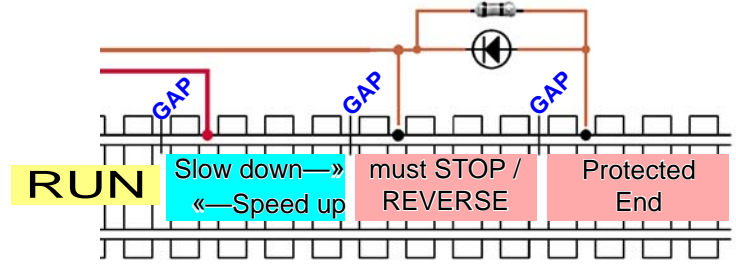 GAP
GAP
GAP
RUN
Slow down—»
«—Speed up
must STOP /
REVERSE
Protected
End